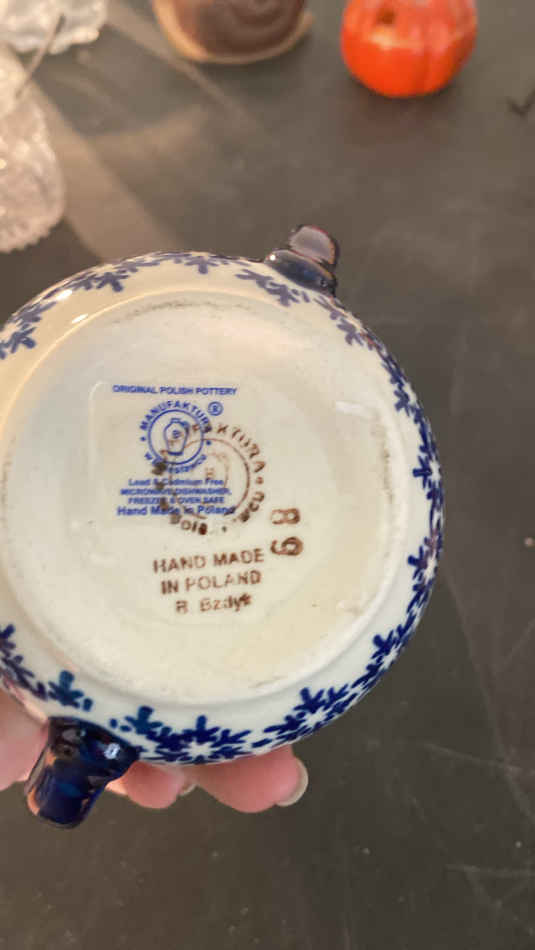 ORIGINAL POLISH POTTERY
MANUFAKTURA
®
Lead & Cadmium Free
MICROWAVE, DISHWASHER,
FREEZER & OVEN SAFE
Hand Made in Poland
89
HAND MADE
IN POLAND
B. Bzdyk